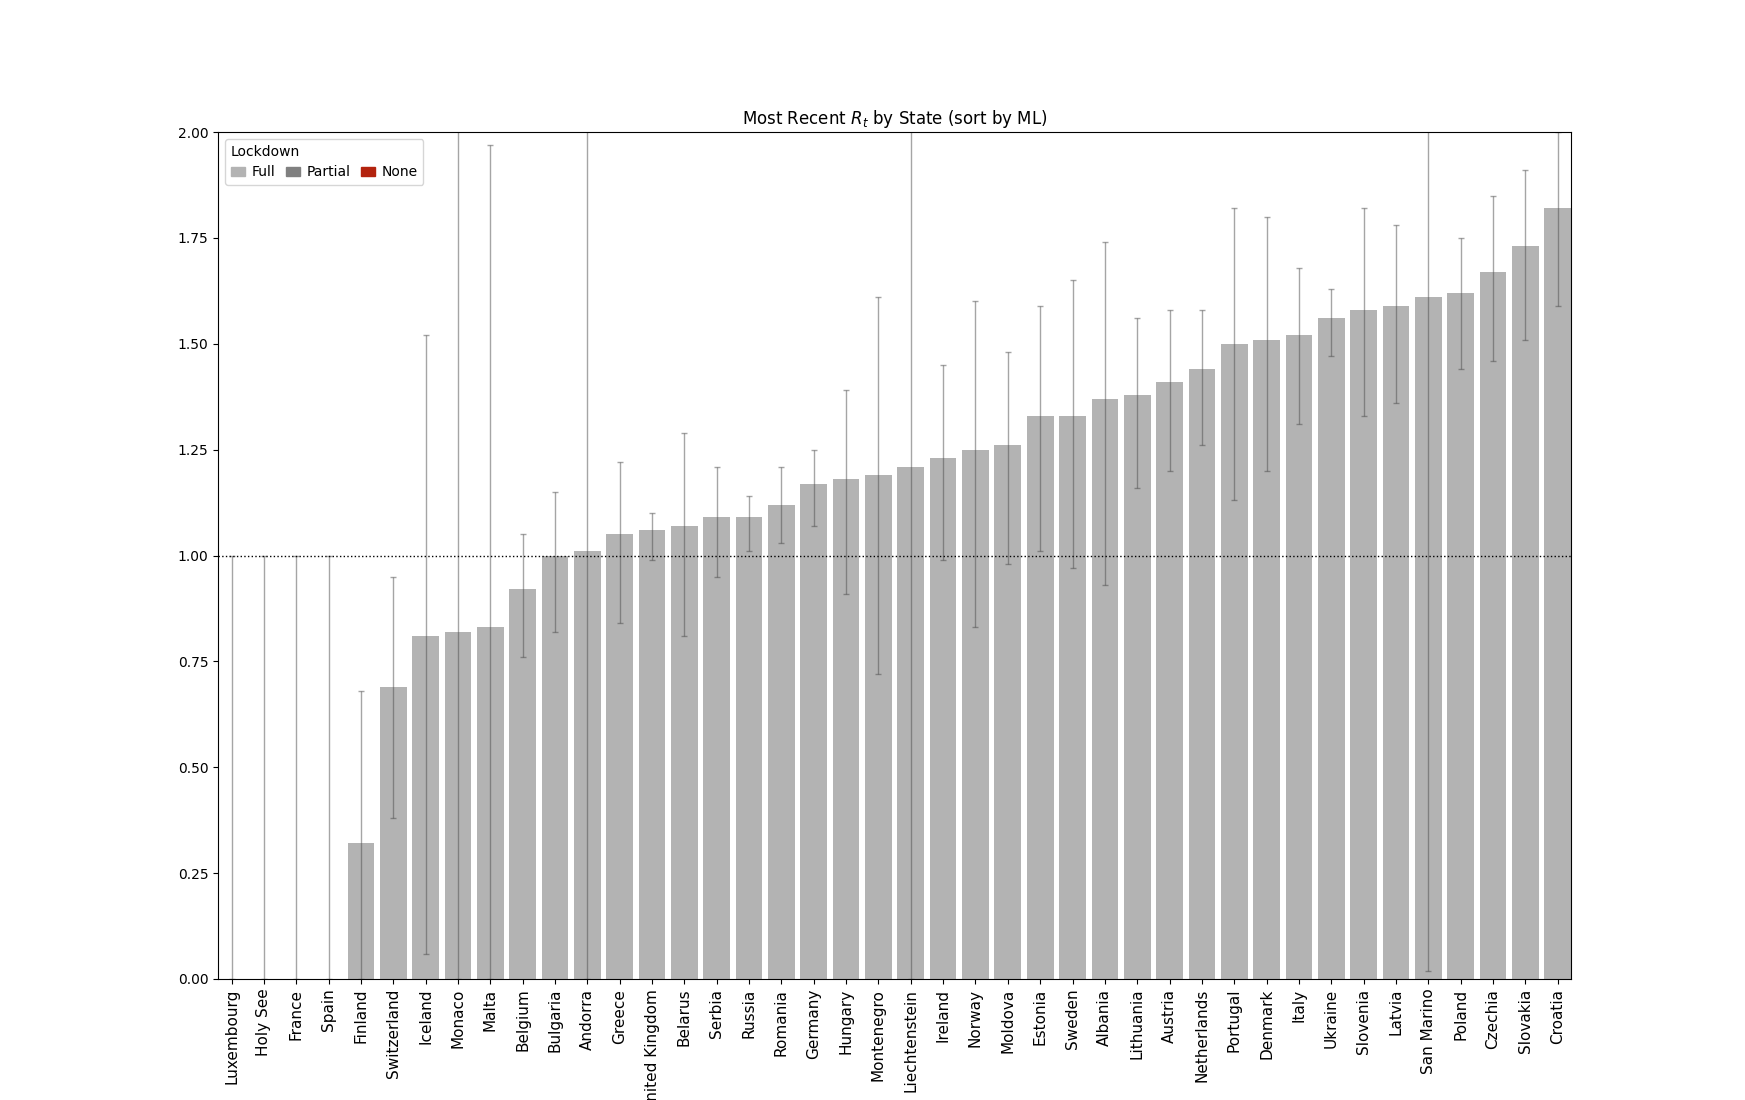 Most Recent Rt by State (sort by ML)
Lockdown
Full Partial None
2.00
1.75
1.50
1.25
1.00
0.75
0.50
0.25
0.00
Luxembourg
Holy See
France
Spain
Finland
Switzerland
Iceland
Monaco
Malta
Belgium
Bulgaria
Andorra
Greece
nited Kingdom
Belarus
Serbia
Russia
Romania
Germany
Hungary
Montenegro
Liechtenstein
Ireland
Norway
Moldova
Estonia
Sweden
Albania
Lithuania
Austria
Netherlands
Portugal
Denmark
Italy
Ukraine
Slovenia
Latvia
San Marino
Poland
Czechia
Slovakia
Croatia